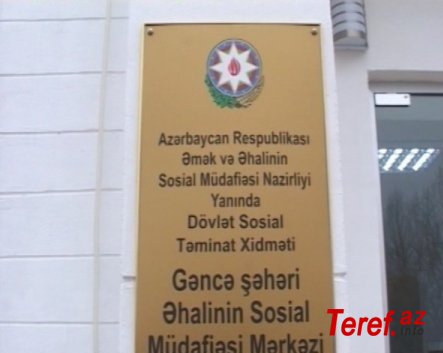 Azərbaycan Respublikası
Əmək və Əhalinin
Sosial Müdafiəsi Nazirliyi
Yanında
Dövlət Sosial
Təminat Xidməti
Gəncə şəhəri
Əhalinin Sosial
Müdafiəsi Mərkəzi
Teref.az
.info